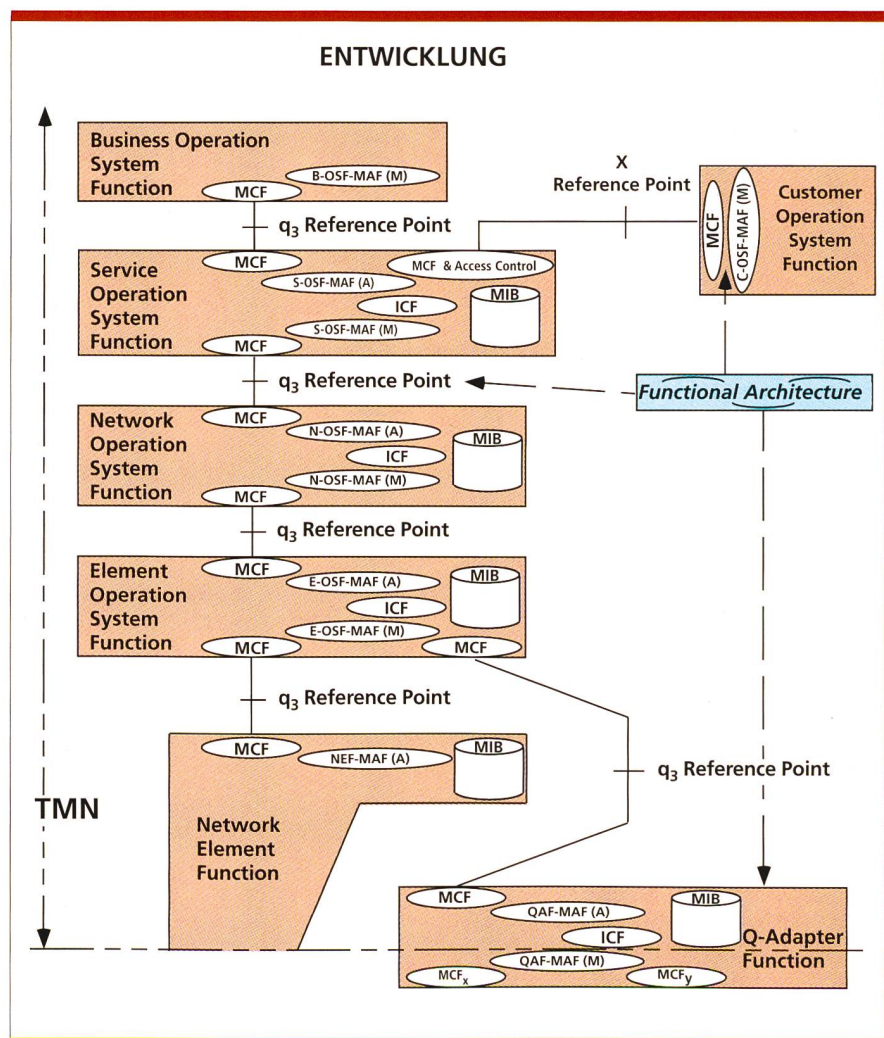 ENTWICKLUNG
Business Operation
System
Function
B-OSF-MAF (M)
MCF
q3 Reference Point
X
Reference Point
MCF
C-OSF-MAF (M)
Customer
Operation
System
Function
Service
Operation
System
Function
MCF
MCF & Access Control
S-OSF-MAF (A)
ICF
MIB
S-OSF-MAF (M)
MCF
q3 Reference Point
Functional Architecture
Network
Operation
System
Function
MCF
N-OSF-MAF (A)
ICF
MIB
N-OSF-MAF (M)
MCF
q3 Reference Point
Element
Operation
System
Function
MCF
E-OSF-MAF (A)
ICF
MIB
E-OSF-MAF (M)
MCF
MCF
q3 Reference Point
MCF
NEF-MAF (A)
MIB
q3 Reference Point
TMN
Network
Element
Function
MCF
QAF-MAF (A)
MIB
ICF
Q-Adapter
Function
QAF-MAF (M)
MCFx
MCFy